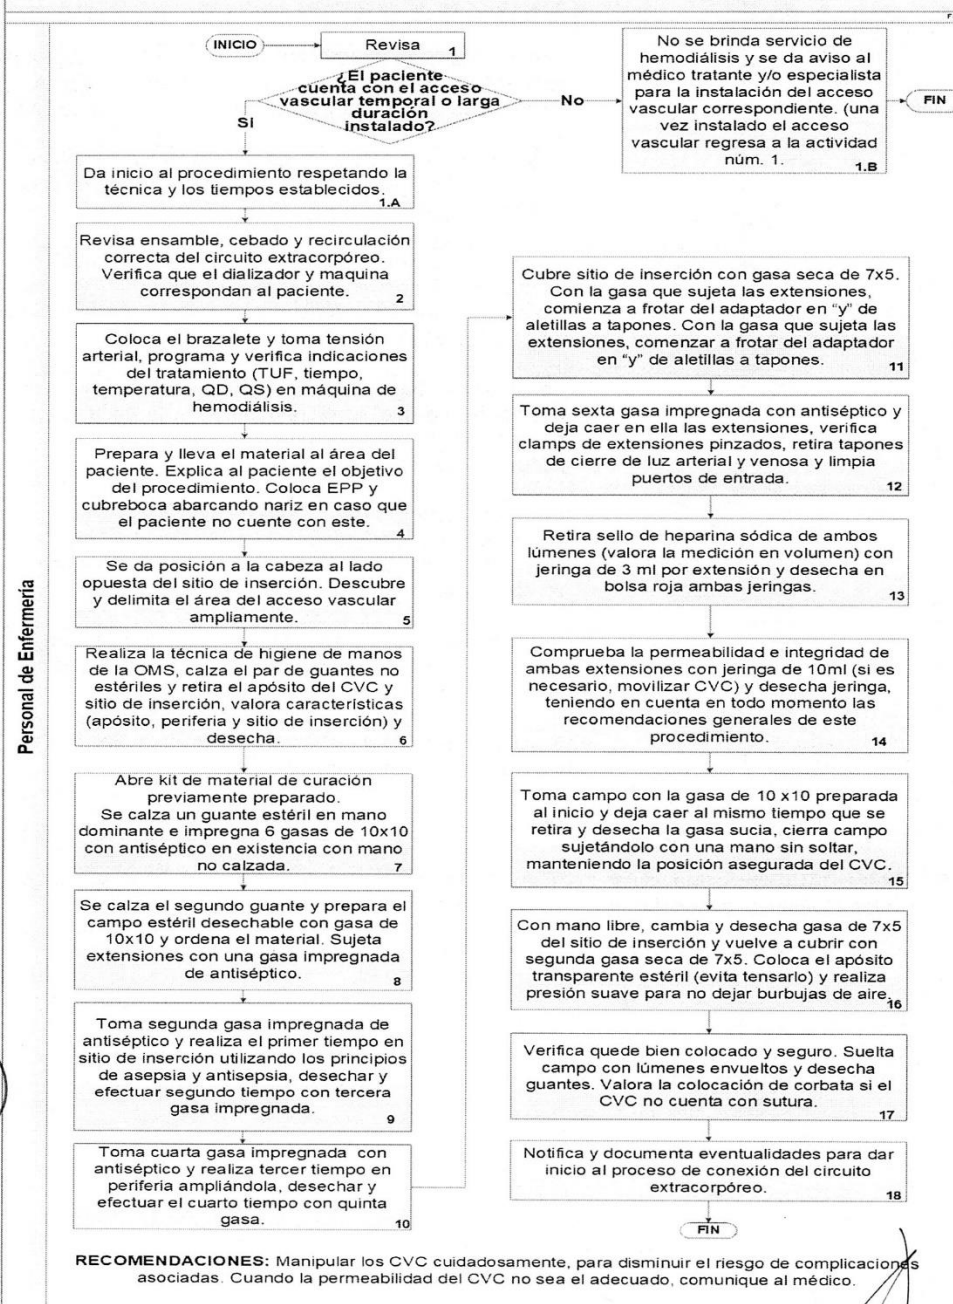 F
INICIO
Revisa
1
¿El paciente
cuenta con el acceso
vascular temporal o larga
duración
instalado?
Si
No
No se brinda servicio de
hemodiálisis y se da aviso al
médico tratante y/o especialista
para la instalación del acceso
vascular correspondiente. (una
vez instalado el acceso
vascular regresa a la actividad
núm. 1.
1.B
FIN
Da inicio al procedimiento respetando la
técnica y los tiempos establecidos.
1.A
Revisa ensamble, cebado y recirculación
correcta del circuito extracorpóreo.
Verifica que el dializador y maquina
correspondan al paciente.
2
Coloca el brazalete y toma tensión
arterial, programa y verifica indicaciones
del tratamiento (TUF, tiempo,
temperatura, QD, QS) en máquina de
hemodiálisis.
3
Prepara y lleva el material al área del
paciente. Explica al paciente el objetivo
del procedimiento. Coloca EPP y
cubreboca abarcando nariz en caso que
el paciente no cuente con este.
4
Se da posición a la cabeza al lado
opuesta del sitio de inserción. Descubre
y delimita el área del acceso vascular
ampliamente.
5
Realiza la técnica de higiene de manos
de la OMS, calza el par de guantes no
estériles y retira el apósito del CVC y
sitio de inserción, valora características
(apósito, periferia y sitio de inserción) y
desecha.
6
Abre kit de material de curación
previamente preparado.
Se calza un guante estéril en mano
dominante e impregna 6 gasas de 10x10
con antiséptico en existencia con mano
no calzada.
7
Se calza el segundo guante y prepara el
campo estéril desechable con gasa de
10x10 y ordena el material. Sujeta
extensiones con una gasa impregnada
de antiséptico.
8
Toma segunda gasa impregnada de
antiséptico y realiza el primer tiempo en
sitio de inserción utilizando los principios
de asepsia y antisepsia, desechar y
efectuar segundo tiempo con tercera
gasa impregnada.
9
Toma cuarta gasa impregnada con
antiséptico y realiza tercer tiempo en
periferia ampliándola, desechar y
efectuar el cuarto tiempo con quinta
gasa.
10
Cubre sitio de inserción con gasa seca de 7x5.
Con la gasa que sujeta las extensiones,
comienza a frotar del adaptador en "y" de
aletillas a tapones. Con la gasa que sujeta las
extensiones, comenzar a frotar del adaptador
en "y" de aletillas a tapones.
11
Toma sexta gasa impregnada con antiséptico y
deja caer en ella las extensiones, verifica
clamps de extensiones pinzados, retira tapones
de cierre de luz arterial y venosa y limpia
puertos de entrada.
12
Retira sello de heparina sódica de ambos
lúmenes (valora la medición en volumen) con
jeringa de 3 ml por extensión y desecha en
bolsa roja ambas jeringas.
13
Comprueba la permeabilidad e integridad de
ambas extensiones con jeringa de 10ml (si es
necesario, movilizar CVC) y desecha jeringa,
teniendo en cuenta en todo momento las
recomendaciones generales de este
procedimiento.
14
Toma campo con la gasa de 10 x10 preparada
al inicio y deja caer al mismo tiempo que se
retira y desecha la gasa sucia, cierra campo
sujetándolo con una mano sin soltar,
manteniendo la posición asegurada del CVC.
15
Con mano libre, cambia y desecha gasa de 7x5
del sitio de inserción y vuelve a cubrir con
segunda gasa seca de 7x5. Coloca el apósito
transparente estéril (evita tensarlo) y realiza
presión suave para no dejar burbujas de aire.
16
Verifica quede bien colocado y seguro. Suelta
campo con lúmenes envueltos y desecha
guantes. Valora la colocación de corbata si el
CVC no cuenta con sutura.
17
Notifica y documenta eventualidades para dar
inicio al proceso de conexión del circuito
extracorpóreo.
18
FIN
Personal de Enfermería
RECOMENDACIONES: Manipular los CVC cuidadosamente, para disminuir el riesgo de complicaciones
asociadas. Cuando la permeabilidad del CVC no sea el adecuado, comunique al médico.